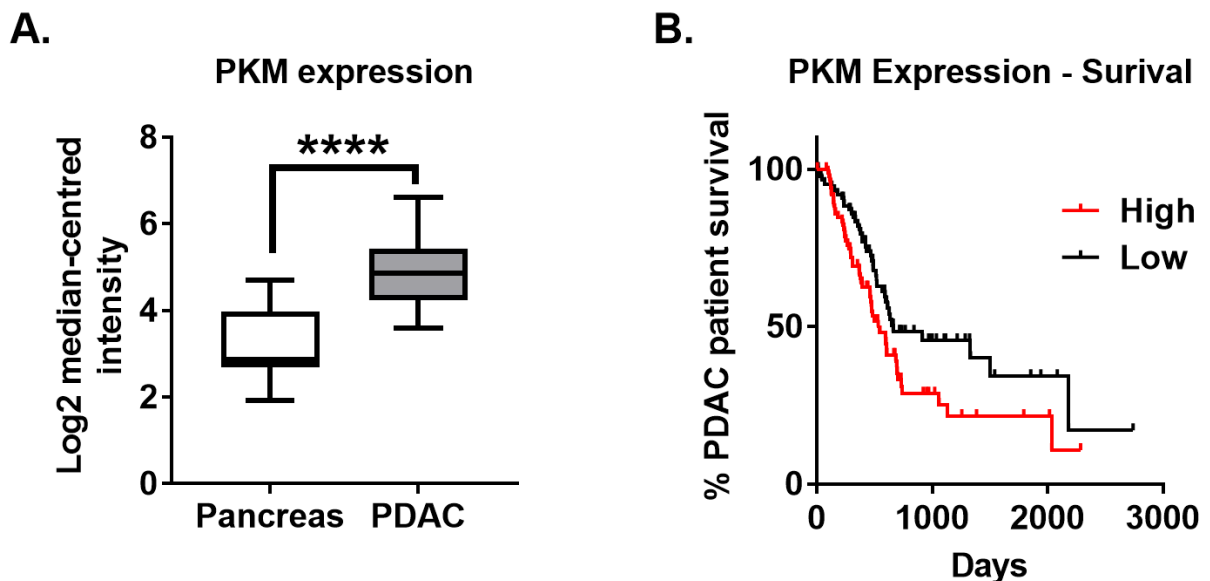 A.
PKM expression
Log2 median-centred
intensity
8
6
4
2
0
****
Pancreas
PDAC
B.
PKM Expression - Surival
% PDAC patient survival
100
50
0
High
Low
0
1000
2000
3000
Days